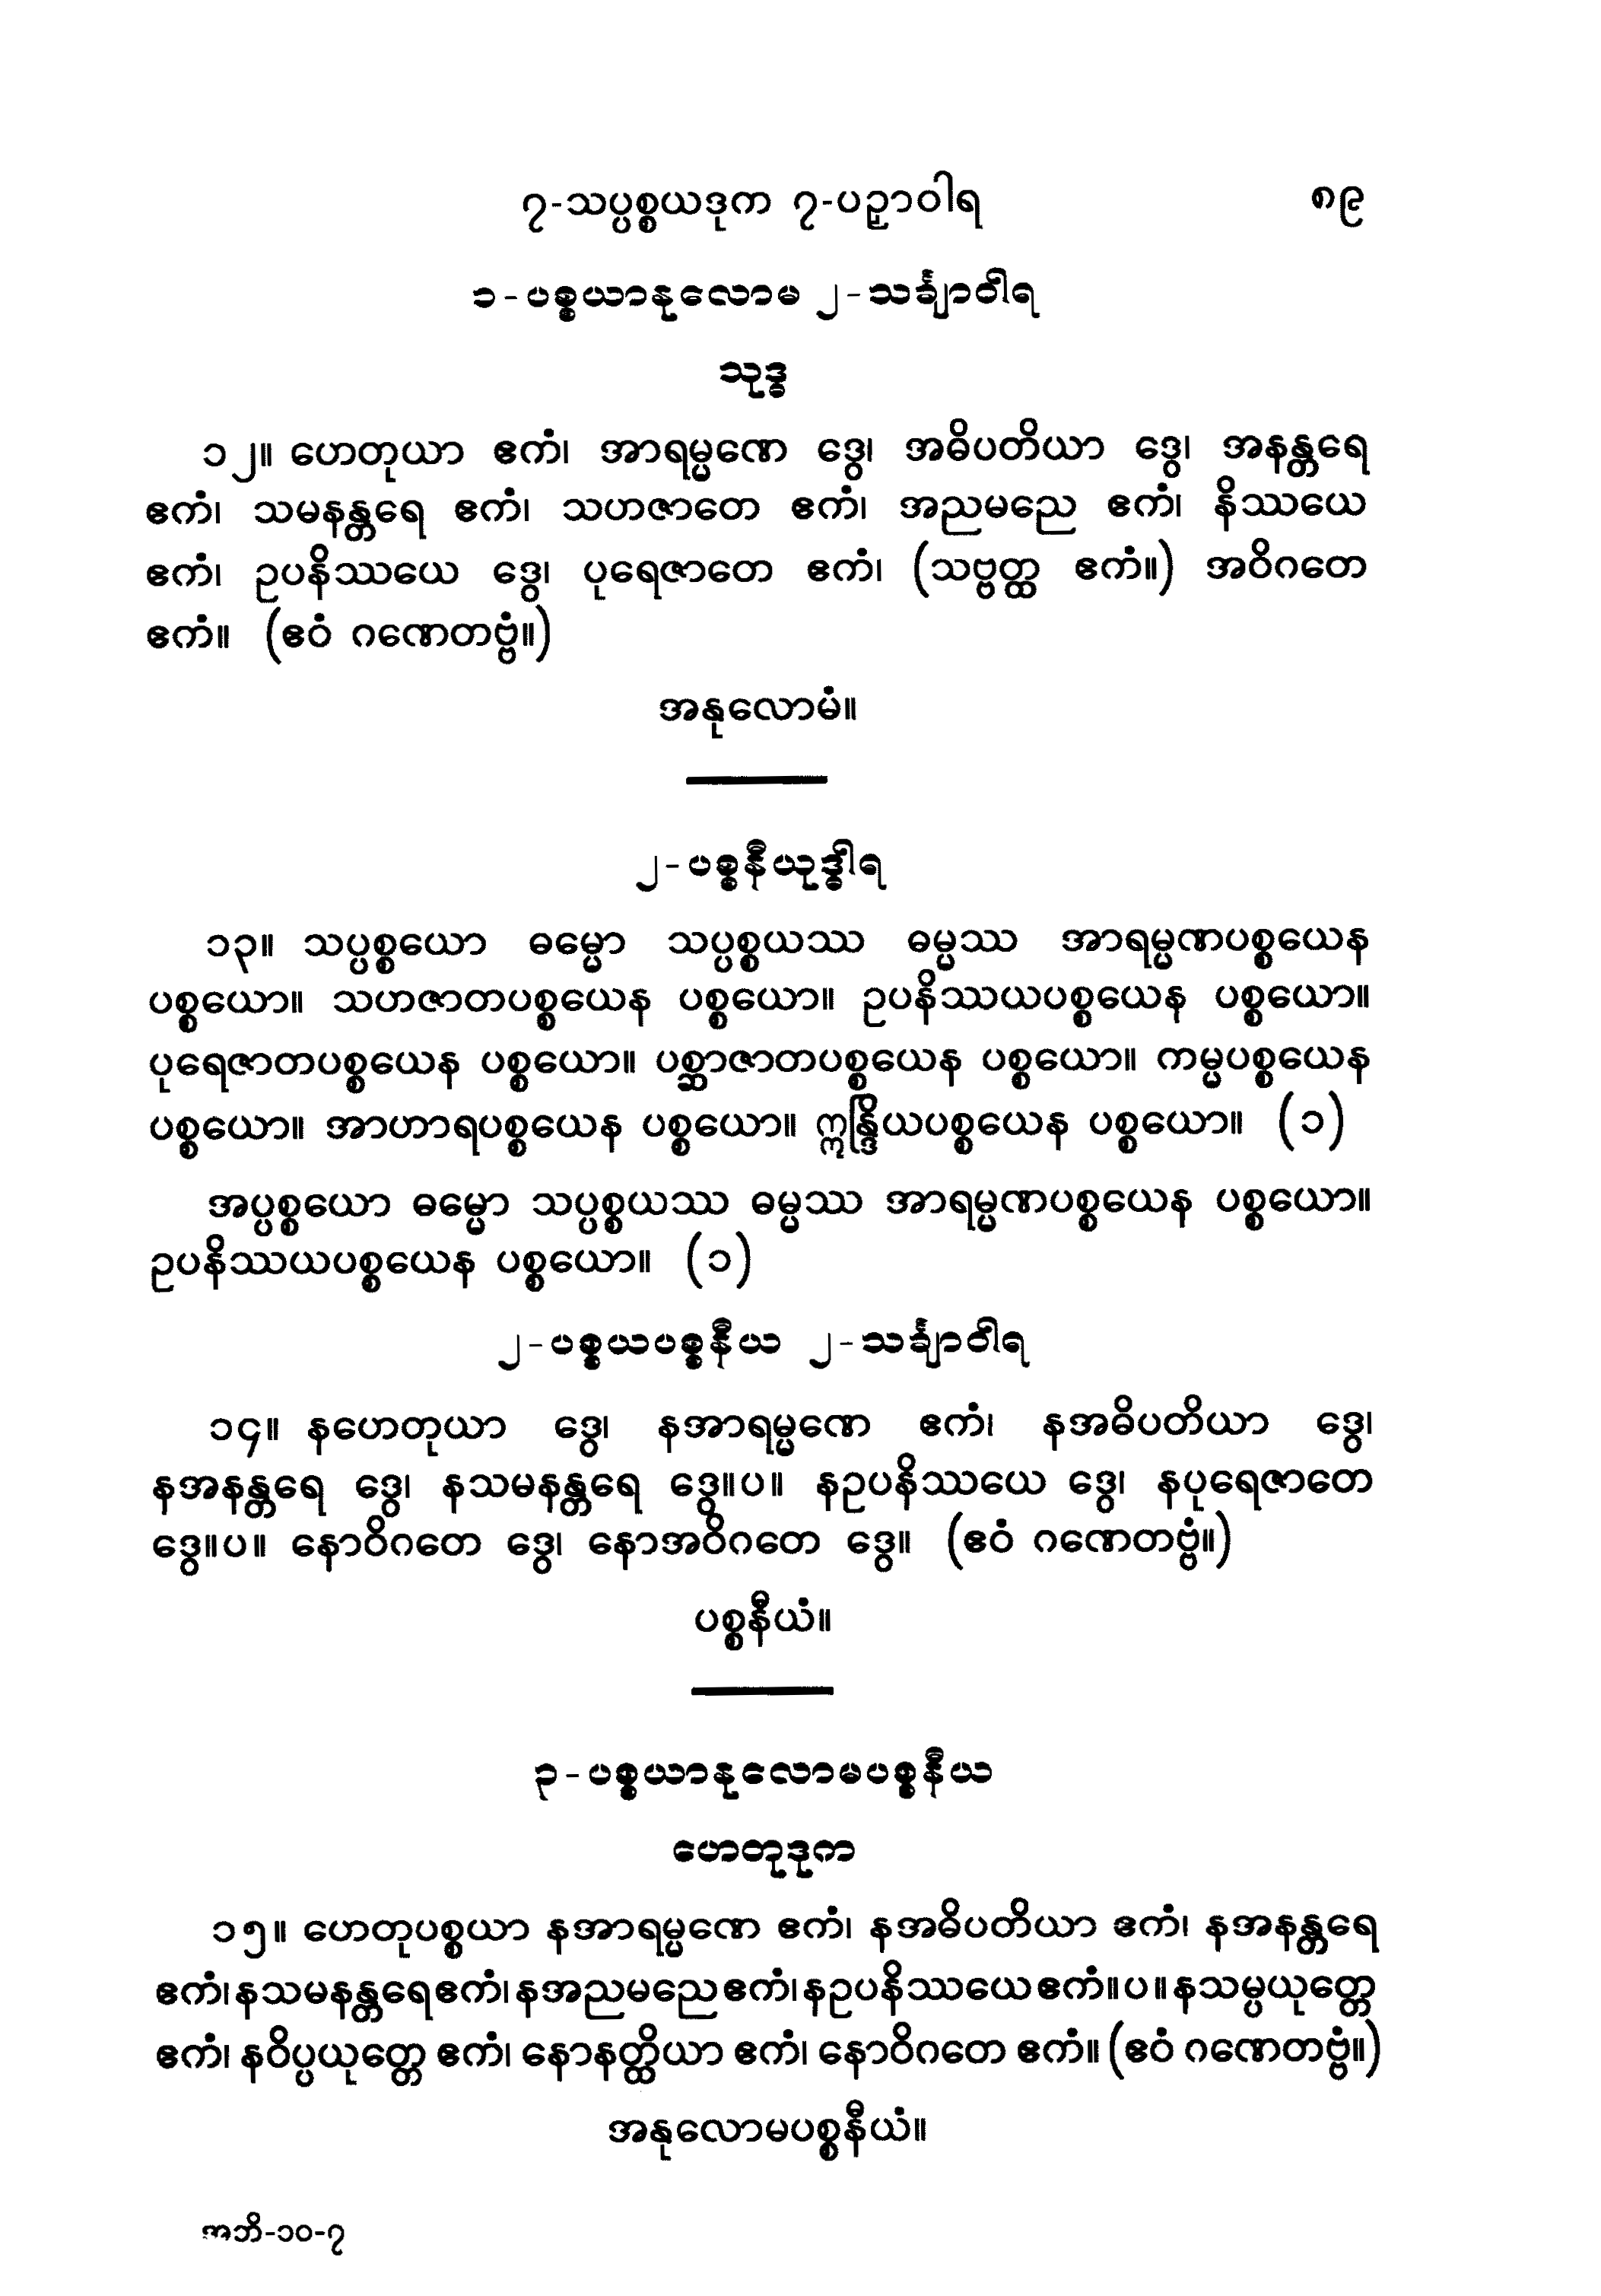 ၇-သပ္ပစ္စယဒုက ၇-ပဉှာဝါရ ၈၉
၁-ပစ္စယာနုလောမ ၂-သင်္ချာဝါရ
သုဒ္ဓ
၁၂။ ဟေတုယာ ဧကံ၊ အာရမ္မဏေ ဒွေ၊ အဓိပတိယာ ဒွေ၊ အနန္တရေ
ဧကံ၊ သမနန္တရေ ဧကံ၊ သဟဇာတေ ဧကံ၊ အညမညေ ဧကံ၊ နိဿယေ
ဧကံ၊ ဥပနိဿယေ ဒွေ၊ ပုရေဇာတေ ဧကံ၊ (သဗ္ဗတ္ထ ဧကံ။) အဝိဂတေ
ဧကံ။ (ဧဝံ ဂဏေတဗ္ဗံ။)
အနုလောမံ။
၂-ပစ္စနီယုဒ္ဓါရ
၁၃။ သပ္ပစ္စယော ဓမ္မော သပ္ပစ္စယဿ ဓမ္မဿ အာရမ္မဏပစ္စယေန
ပစ္စယော။ သဟဇာတပစ္စယေန ပစ္စယော။ ဥပနိဿယပစ္စယေန ပစ္စယော။
ပုရေဇာတပစ္စယေန ပစ္စယော။ ပစ္ဆာဇာတပစ္စယေန ပစ္စယော။ ကမ္မပစ္စယေန
ပစ္စယော။ အာဟာရပစ္စယေန ပစ္စယော။ ဣန္ဒြိယပစ္စယေန ပစ္စယော။ (၁)
အပ္ပစ္စယော ဓမ္မော သပ္ပစ္စယဿ ဓမ္မဿ အာရမ္မဏပစ္စယေန ပစ္စယော။
ဥပနိဿယပစ္စယေန ပစ္စယော။ (၁)
၂-ပစ္စယပစ္စနီယ ၂-သင်္ချာဝါရ
၁၄။ နဟေတုယာ ဒွေ၊ နအာရမ္မဏေ ဧကံ၊ နအဓိပတိယာ ဒွေ၊
နအနန္တရေ ဒွေ၊ နသမနန္တရေ ဒွေ။ပ။ နဥပနိဿယေ ဒွေ၊ နပုရေဇာတေ
ဒွေ။ပ။ နောဝိဂတေ ဒွေ၊ နောအဝိဂတေ ဒွေ။ (ဧဝံ ဂဏေတဗ္ဗံ။)
ပစ္စနီယံ။
၃-ပစ္စယာနုလောမပစ္စနီယ
ဟေတုဒုက
၁၅။ ဟေတုပစ္စယာ နအာရမ္မဏေ ဧကံ၊ နအဓိပတိယာ ဧကံ၊ နအနန္တရေ
ဧကံ၊ နသမနန္တရေ ဧကံ၊ နအညမညေ ဧကံ၊ နဥပနိဿယေ ဧကံ။ပ။ နသမ္ပယုတ္တေ
ဧကံ၊ နဝိပ္ပယုတ္တေ ဧကံ၊ နောနတ္ထိယာ ဧကံ၊ နောဝိဂတေ ဧကံ။ (ဧဝံ ဂဏေတဗ္ဗံ။)
အနုလောမပစ္စနီယံ။
အဘိ-၁၀-၇